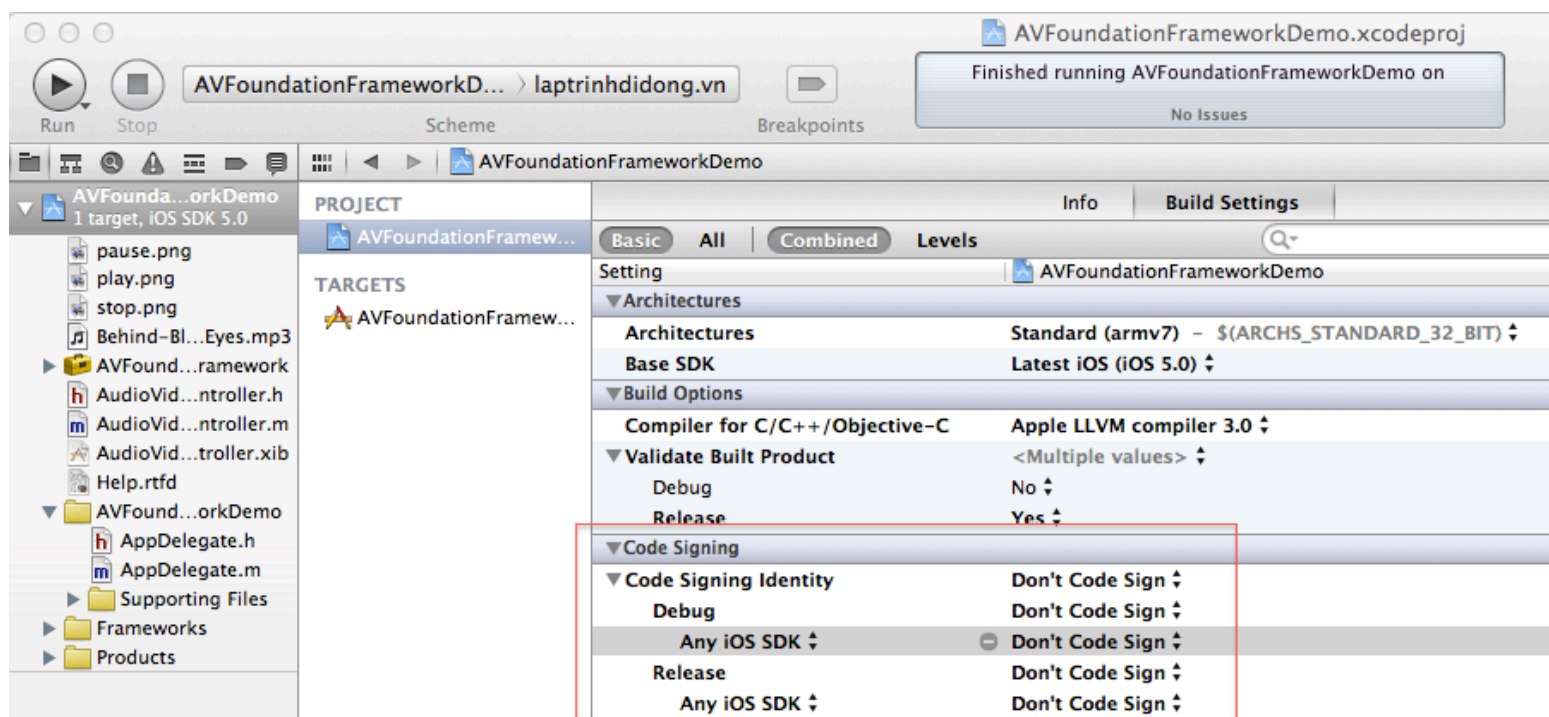 AVFoundationFrameworkDemo.xcodeproj
AVFoundationFrameworkD... 〉 laptrinhdidong.vn
Finished running AVFoundationFrameworkDemo on
No Issues
Run Stop Scheme Breakpoints
AVFoundationFrameworkDemo
AVFounda...orkDemo
1 target, iOS SDK 5.0
pause.png
play.png
stop.png
Behind-Bl...Eyes.mp3
AVFound...ramework
AudioVid...ntroller.h
AudioVid...ntroller.m
AudioVid...troller.xib
Help.rtfd
AVFound...orkDemo
AppDelegate.h
AppDelegate.m
Supporting Files
Frameworks
Products
PROJECT
AVFoundationFramew...
TARGETS
AVFoundationFramew...
Info Build Settings
Basic All Combined Levels
Setting AVFoundationFrameworkDemo
Architectures
Architectures Standard (armv7) – $(ARCHS_STANDARD_32_BIT)
Base SDK Latest iOS (iOS 5.0)
Build Options
Compiler for C/C++/Objective-C Apple LLVM compiler 3.0
Validate Built Product <Multiple values>
Debug No
Release Yes
Code Signing
Code Signing Identity Don't Code Sign
Debug Don't Code Sign
Any iOS SDK Don't Code Sign
Release Don't Code Sign
Any iOS SDK Don't Code Sign